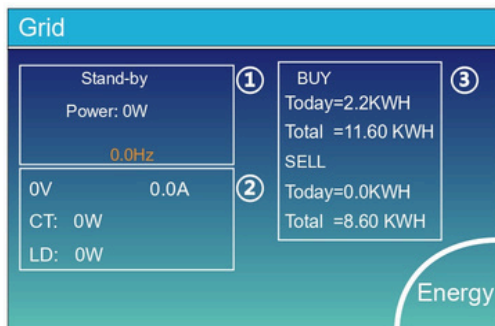 Grid
Stand-by
Power: 0W
0.0Hz
①
0V 0.0A
CT: 0W
LD: 0W
②
BUY
Today=2.2KWH
Total =11.60 KWH
SELL
Today=0.0KWH
Total =8.60 KWH
③
Energy